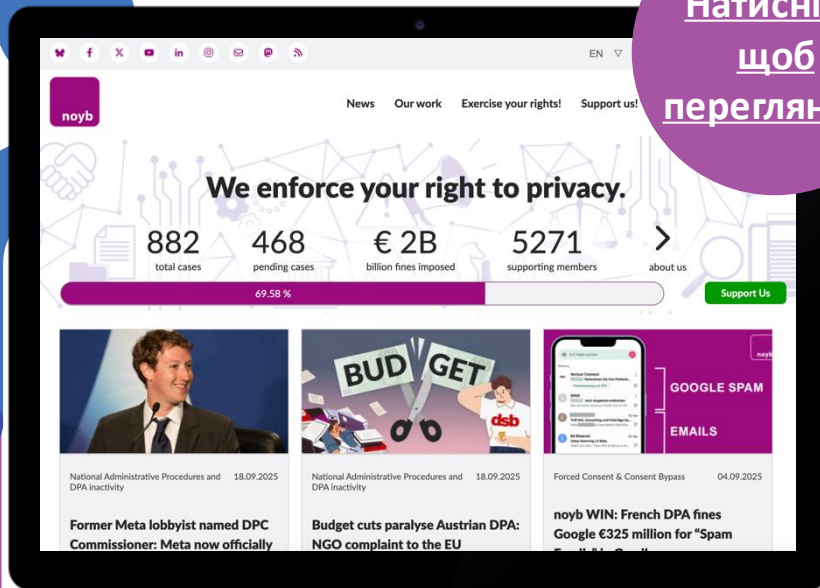 Натисні
щоб
переглян
EN
noyb
News Our work Exercise your rights! Support us!
We enforce your right to privacy.
882 468 € 2B 5271
total cases pending cases billion fines imposed supporting members about us
69.58 %
Support Us
BUD GET
dsb
noyb
GOOGLE SPAM
EMAILS
National Administrative Procedures and 18.09.2025
DPA inactivity
Former Meta lobbyist named DPC
Commissioner: Meta now officially
National Administrative Procedures and 18.09.2025
DPA inactivity
Budget cuts paralyse Austrian DPA:
NGO complaint to the EU
Forced Consent & Consent Bypass 04.09.2025
noyb WIN: French DPA fines
Google €325 million for “Spam